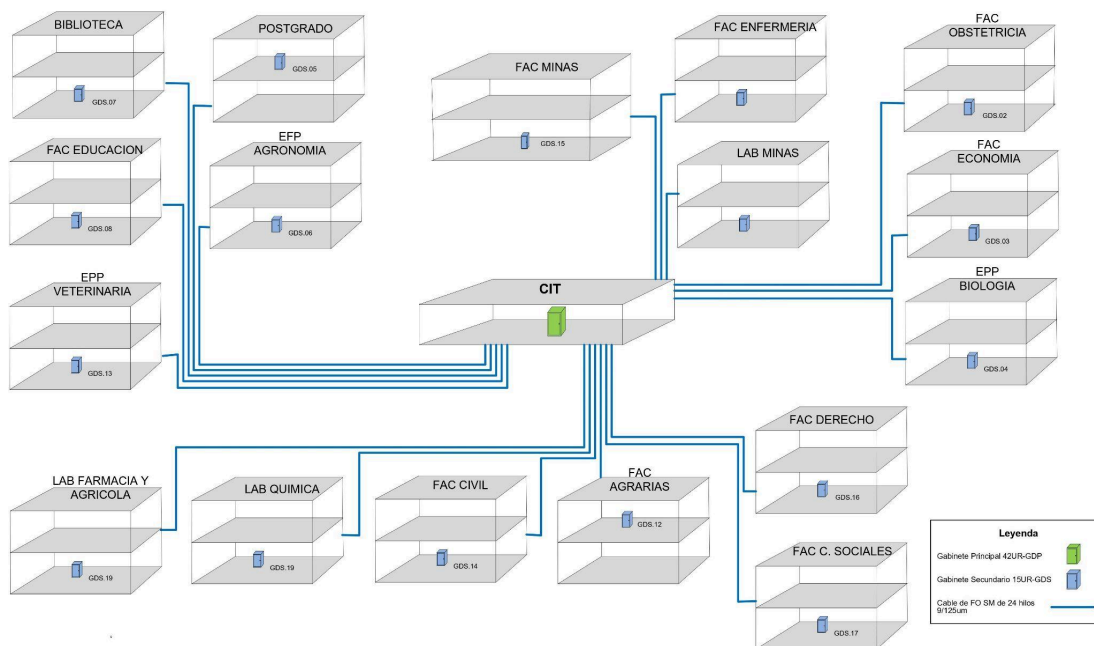 BIBLIOTECA
GDS.07
POSTGRADO
GDS.05
FAC MINAS
GDS.15
FAC ENFERMERIA
FAC
OBSTETRICIA
GDS.02
FAC EDUCACION
GDS.08
EFP
AGRONOMIA
GDS.06
LAB MINAS
FAC
ECONOMIA
GDS.03
EPP
VETERINARIA
GDS.13
CIT
EPP
BIOLOGIA
GDS.04
LAB FARMACIA Y
AGRICOLA
GDS.19
LAB QUIMICA
GDS.19
FAC CIVIL
GDS.14
FAC
AGRARIAS
GDS.12
FAC DERECHO
GDS.16
FAC C. SOCIALES
GDS.17
Leyenda
Gabinete Principal 42UR-GDP
Gabinete Secundario 15UR-GDS
Cable de FO SM de 24 hilos
9/125um